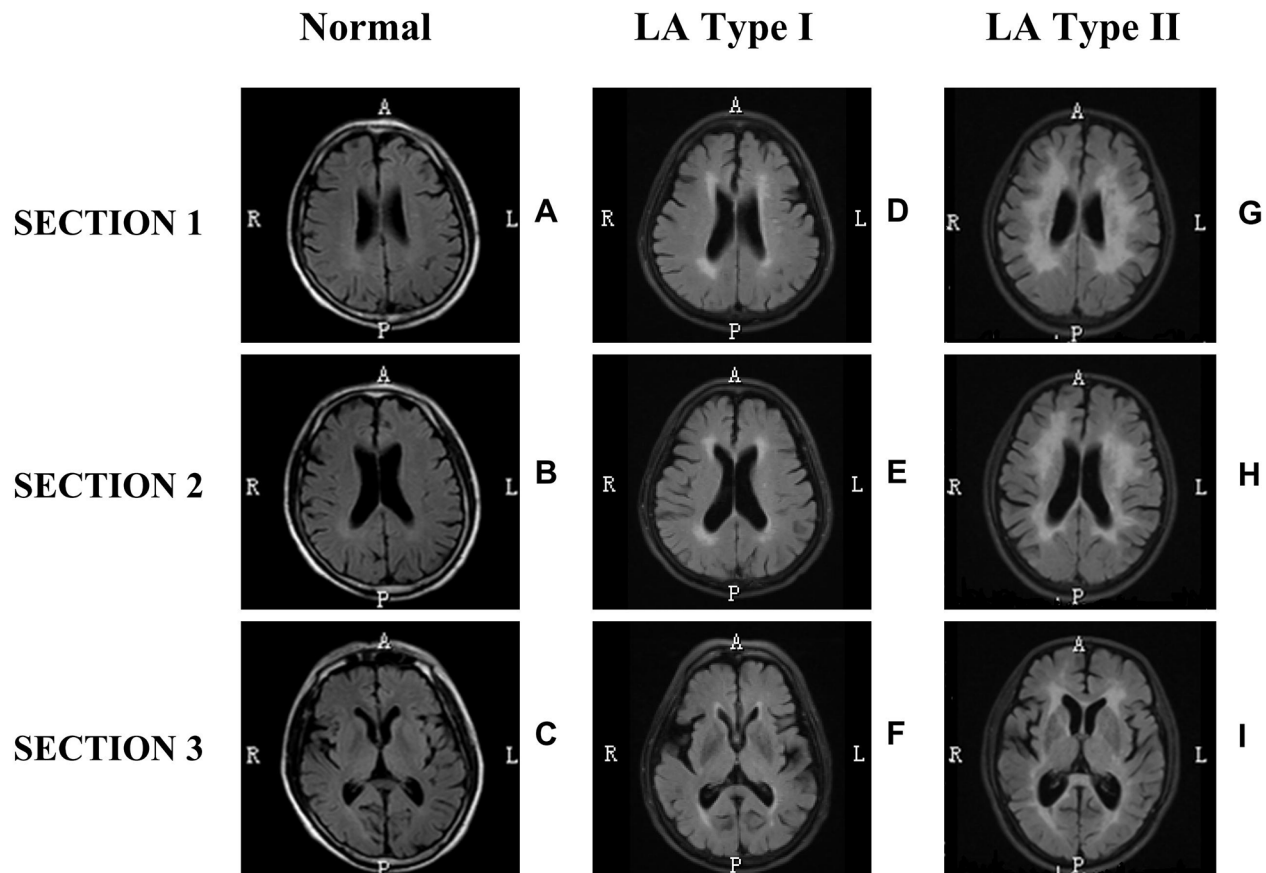 Normal LA Type I LA Type II
A A A
SECTION 1 R L A R L D R L G
P P P
A A A
SECTION 2 R L B R L E R L H
P P P
A A A
SECTION 3 R L C R L F R L I
P P P